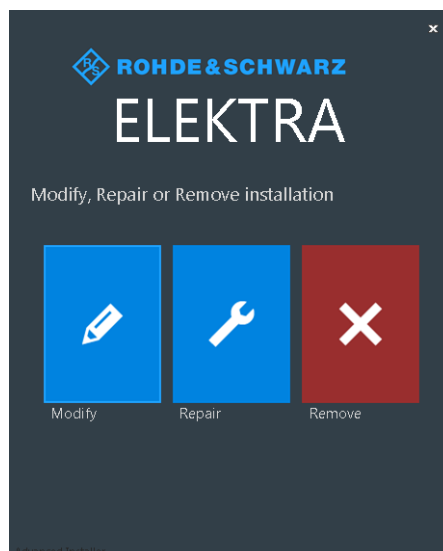 x
R&S
ROHDE&SCHWARZ
ELEKTRA
Modify, Repair or Remove installation
Modify
Repair
Remove